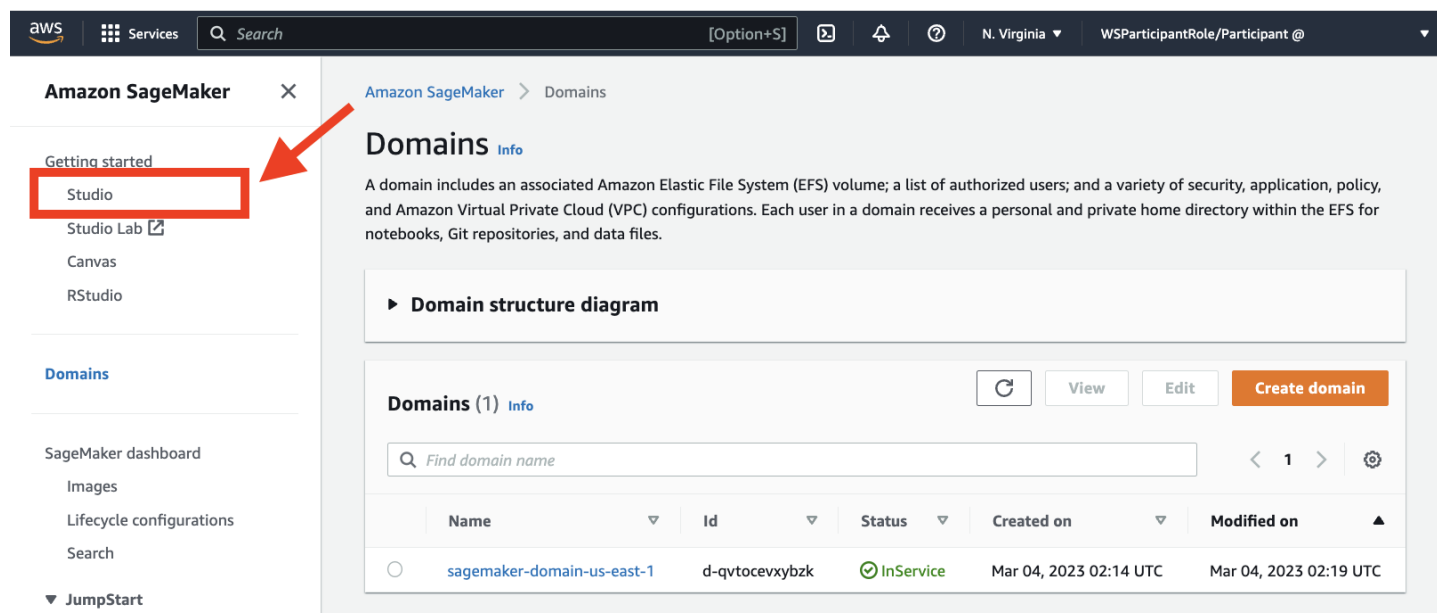 aws
Services
Search
[Option+S]
N. Virginia
WSParticipantRole/Participant @
Amazon SageMaker
Getting started
Studio
Studio Lab
Canvas
RStudio
Domains
SageMaker dashboard
Images
Lifecycle configurations
Search
JumpStart
Amazon SageMaker
Domains
Domains Info
A domain includes an associated Amazon Elastic File System (EFS) volume; a list of authorized users; and a variety of security, application, policy,
and Amazon Virtual Private Cloud (VPC) configurations. Each user in a domain receives a personal and private home directory within the EFS for
notebooks, Git repositories, and data files.
Domain structure diagram
Domains (1) Info
View
Edit
Create domain
Find domain name
1
Name Id Status Created on Modified on
sagemaker-domain-us-east-1 d-qvtocevxybzk InService Mar 04, 2023 02:14 UTC Mar 04, 2023 02:19 UTC